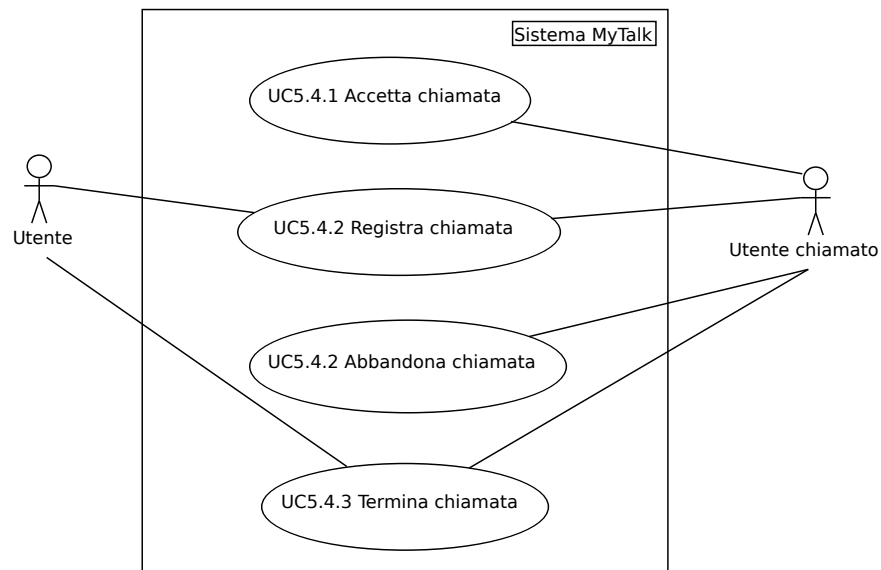 Sistema MyTalk
UC5.4.1 Accetta chiamata
UC5.4.2 Registra chiamata
Utente
Utente chiamato
UC5.4.2 Abbandona chiamata
UC5.4.3 Termina chiamata